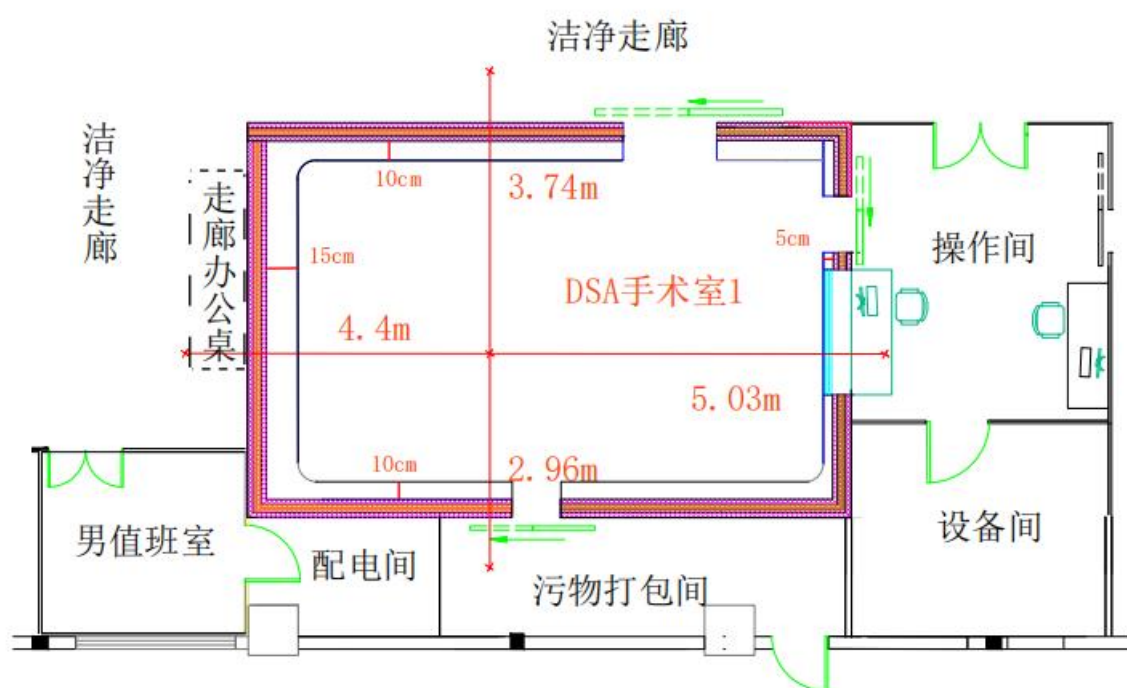 洁净走廊
洁净走廊
走廊办公桌
10cm
3.74m
15cm
5cm
操作间
DSA手术室1
4.4m
5.03m
10cm
2.96m
男值班室
配电间
污物打包间
设备间